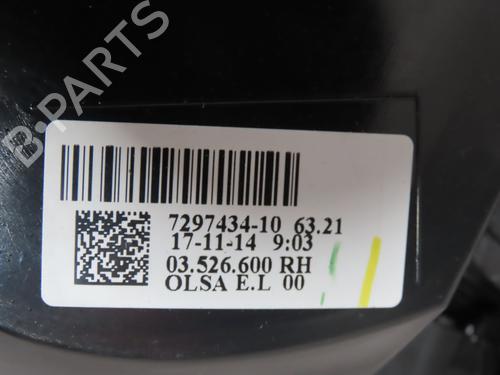 B-PARTS
7297434-10 63.21
17-11-14 9:03
03.526.600 RH
OLSA E.L 00